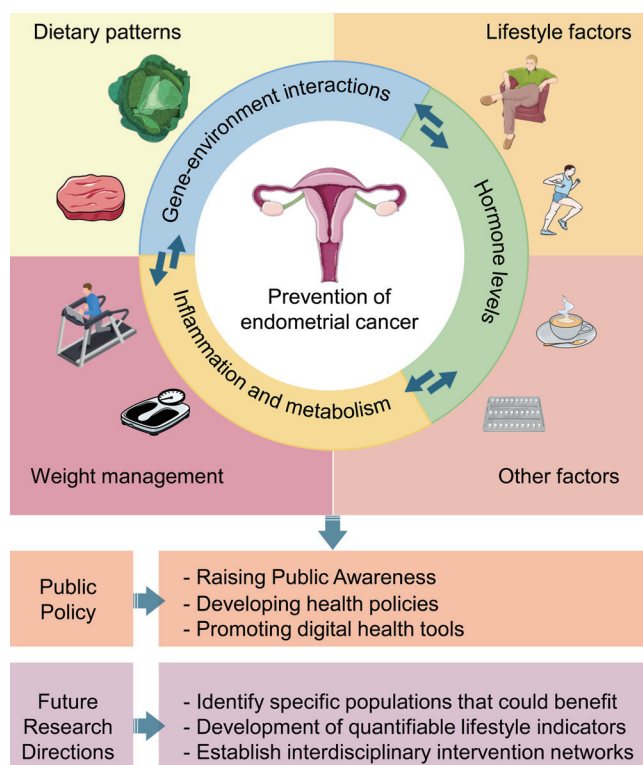 Dietary patterns
Lifestyle factors
Gene-environment interactions
Hormone levels
Inflammation and metabolism
Prevention of
endometrial cancer
Weight management
Other factors
Public
Policy
- Raising Public Awareness
- Developing health policies
- Promoting digital health tools
Future
Research
Directions
- Identify specific populations that could benefit
- Development of quantifiable lifestyle indicators
- Establish interdisciplinary intervention networks